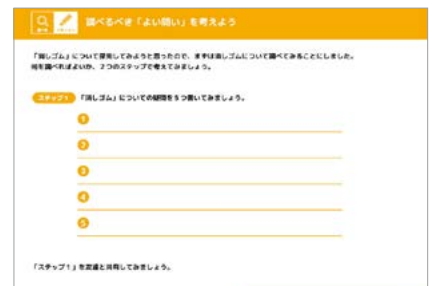 調べるべき「よい問い」を考えよう
「消しゴム」について探究してみようと思ったので、まずは消しゴムについて調べてみることにしました。
何を調べればよいか、2つのステップで考えてみましょう。
ステップ1 「消しゴム」についての疑問を5つ書いてみましょう。
1
2
3
4
5
「ステップ1」を友達と共有してみましょう。